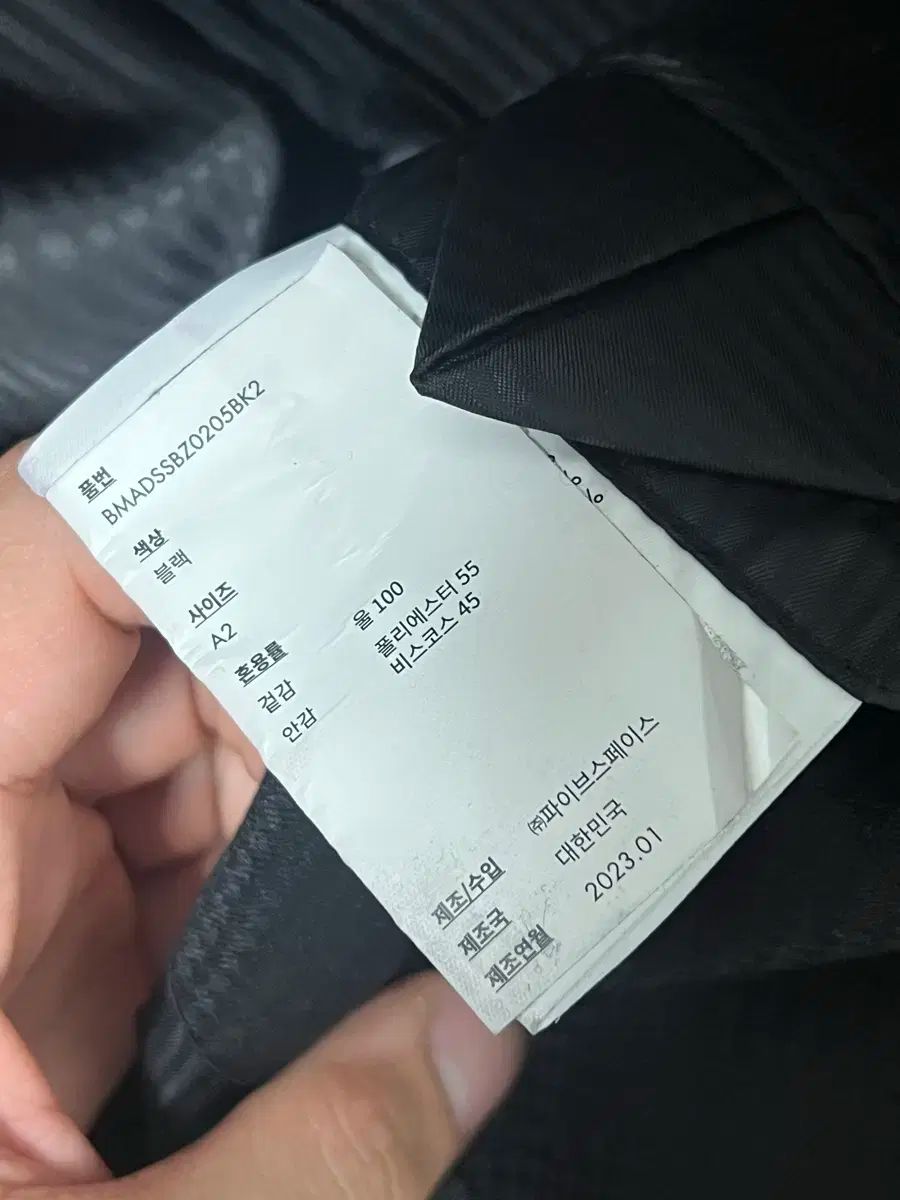 품번
BMADSSBZ0205BK2
색상
블랙
사이즈
A2
혼용률
겉감 울 100
안감 폴리에스터 55
비스코스 45
제조/수입 ㈜파이브스페이스
제조국 대한민국
제조연월 2023.01
%